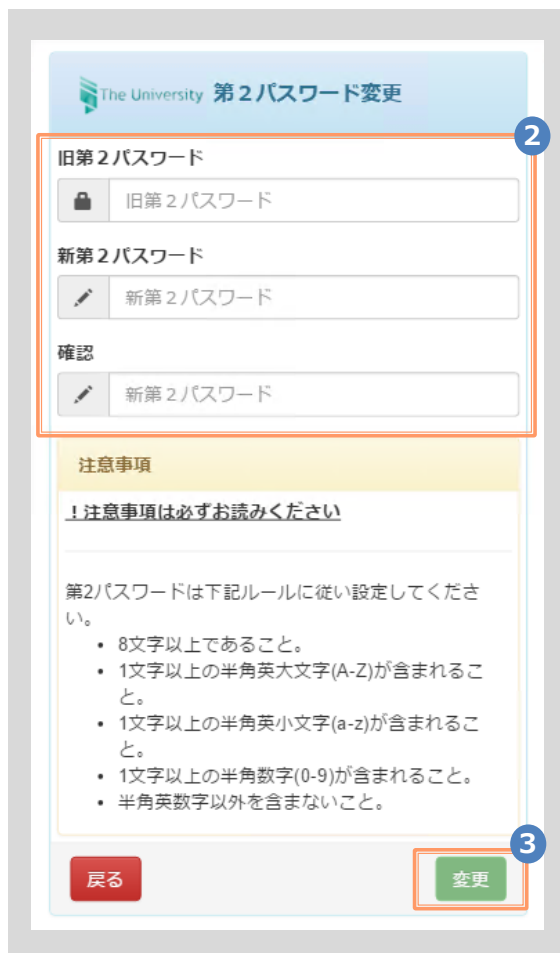 The University 第２パスワード変更
2
旧第２パスワード
旧第２パスワード
新第２パスワード
新第２パスワード
確認
新第２パスワード
注意事項
！注意事項は必ずお読みください
第2パスワードは下記ルールに従い設定してくださ
い。
• 8文字以上であること。
• 1文字以上の半角英大文字(A-Z)が含まれるこ
と。
• 1文字以上の半角英小文字(a-z)が含まれるこ
と。
• 1文字以上の半角数字(0-9)が含まれること。
• 半角英数字以外を含まないこと。
3
戻る
変更